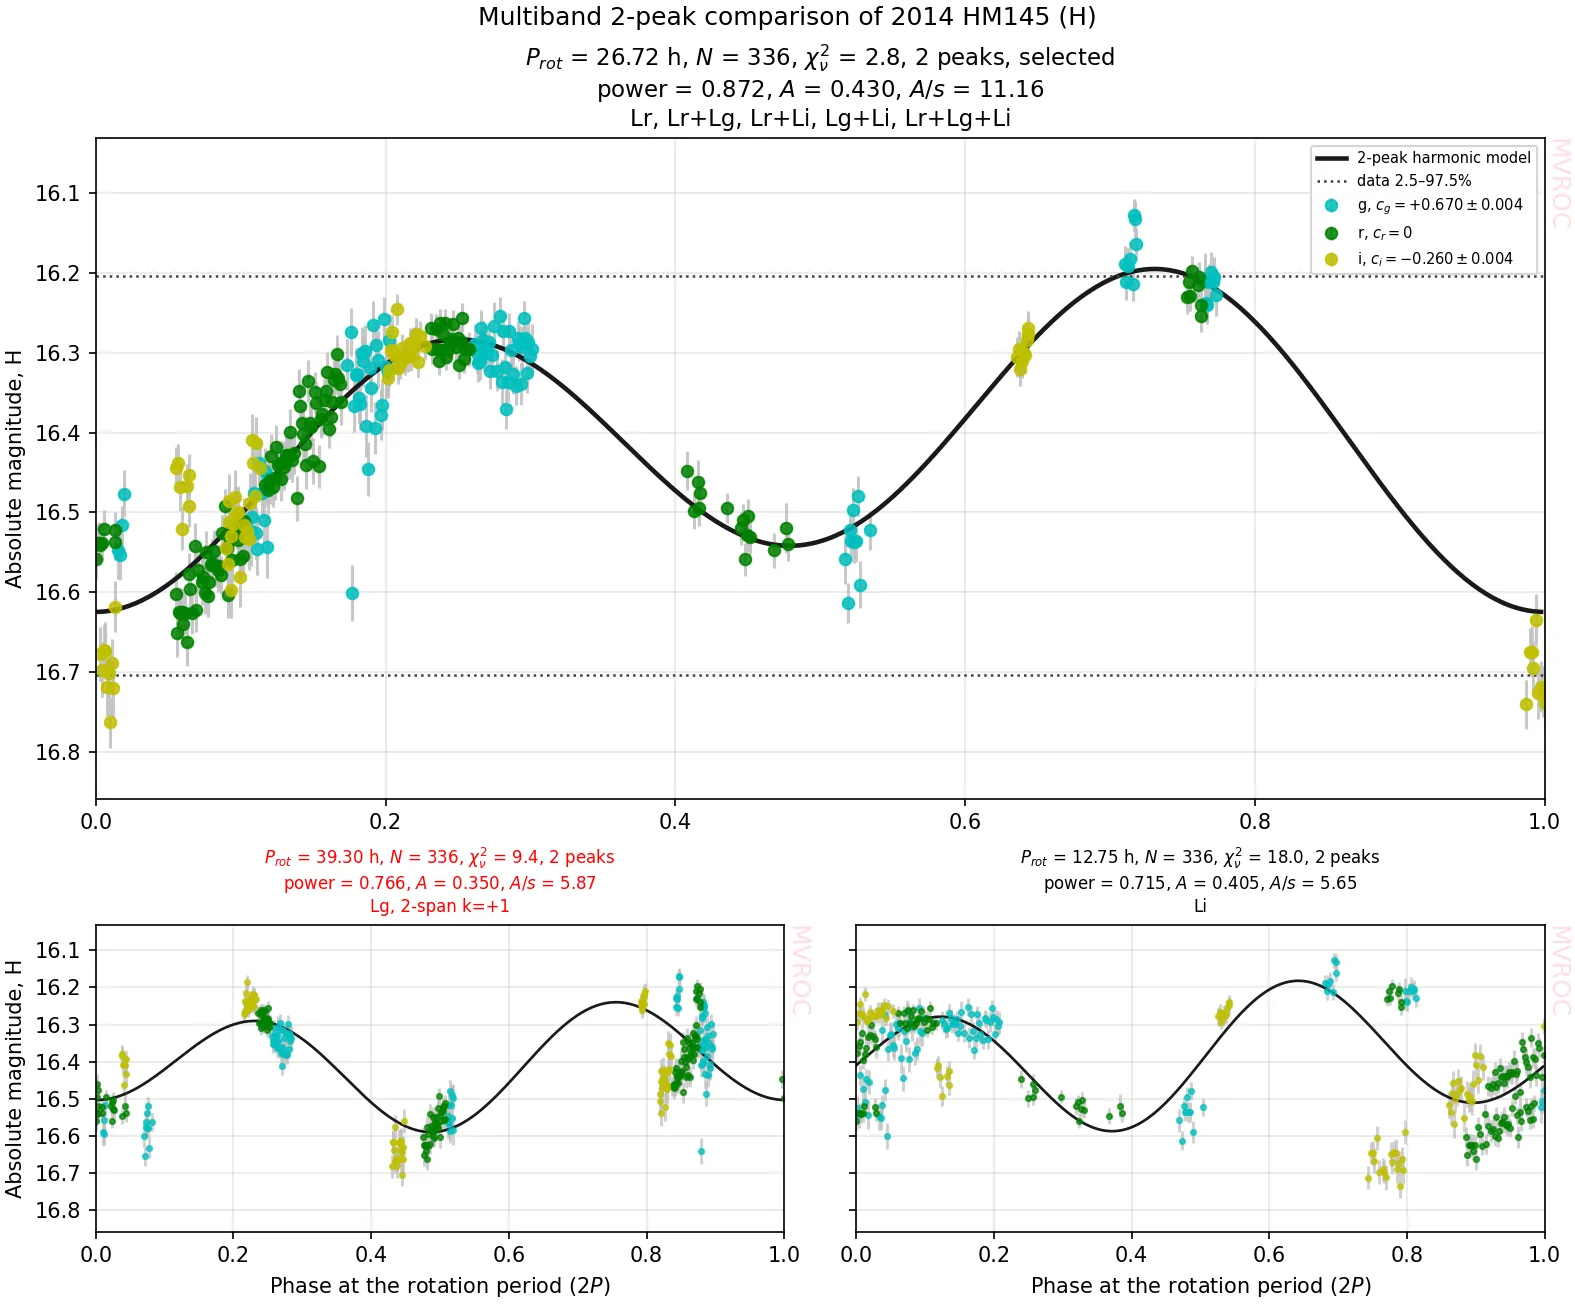 Multiband 2-peak comparison of 2014 HM145 (H)
P_rot = 26.72 h, N = 336, χ²_ν = 2.8, 2 peaks, selected
power = 0.872, A = 0.430, A/s = 11.16
Lr, Lr+Lg, Lr+Li, Lg+Li, Lr+Lg+Li
2-peak harmonic model
data 2.5–97.5%
g, c_g = +0.670 ± 0.004
r, c_r = 0
i, c_i = −0.260 ± 0.004
MVROC
Absolute magnitude, H
16.1
16.2
16.3
16.4
16.5
16.6
16.7
16.8
0.0 0.2 0.4 0.6 0.8 1.0
P_rot = 39.30 h, N = 336, χ²_ν = 9.4, 2 peaks
power = 0.766, A = 0.350, A/s = 5.87
Lg, 2-span k=+1
MVROC
Absolute magnitude, H
16.1
16.2
16.3
16.4
16.5
16.6
16.7
16.8
0.0 0.2 0.4 0.6 0.8 1.0
Phase at the rotation period (2P)
P_rot = 12.75 h, N = 336, χ²_ν = 18.0, 2 peaks
power = 0.715, A = 0.405, A/s = 5.65
Li
MVROC
0.0 0.2 0.4 0.6 0.8 1.0
Phase at the rotation period (2P)